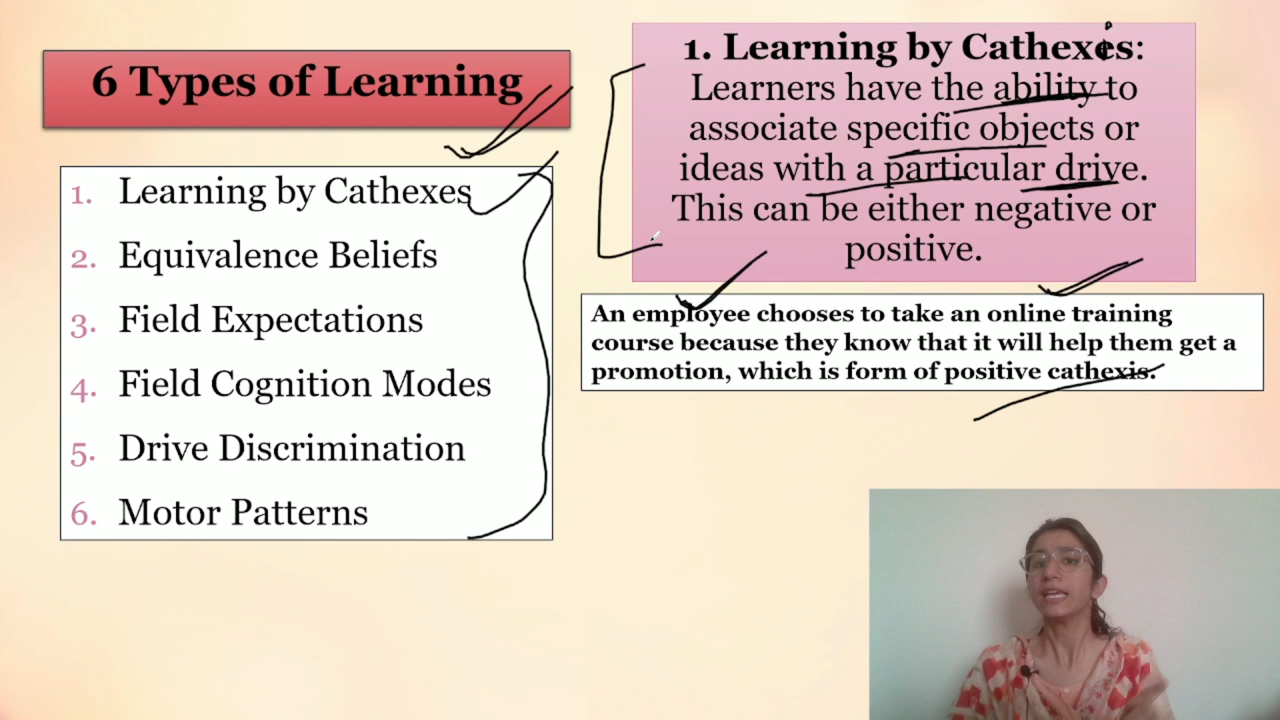 6 Types of Learning
1. Learning by Cathexes
2. Equivalence Beliefs
3. Field Expectations
4. Field Cognition Modes
5. Drive Discrimination
6. Motor Patterns
1. Learning by Cathexes:
Learners have the ability to
associate specific objects or
ideas with a particular drive.
This can be either negative or
positive.
An employee chooses to take an online training
course because they know that it will help them get a
promotion, which is form of positive cathexis.